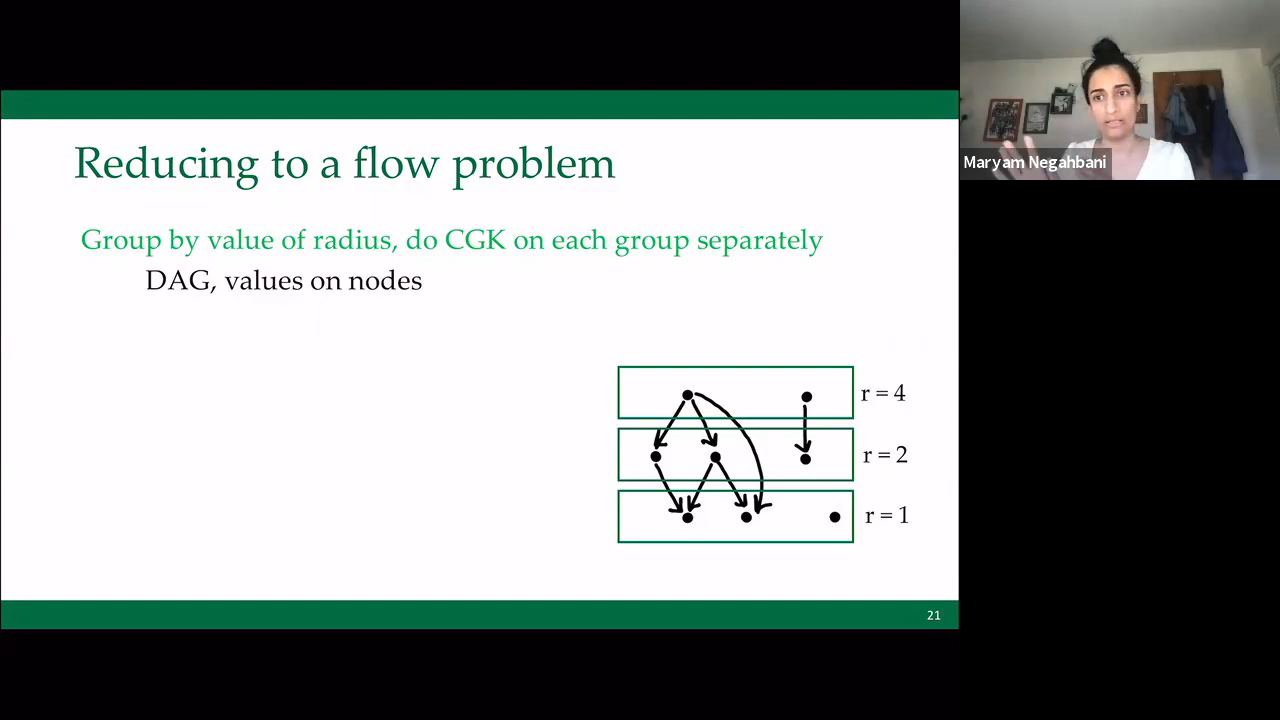 Maryam Negahbani
Reducing to a flow problem
Group by value of radius, do CGK on each group separately
DAG, values on nodes
r = 4
r = 2
r = 1
21